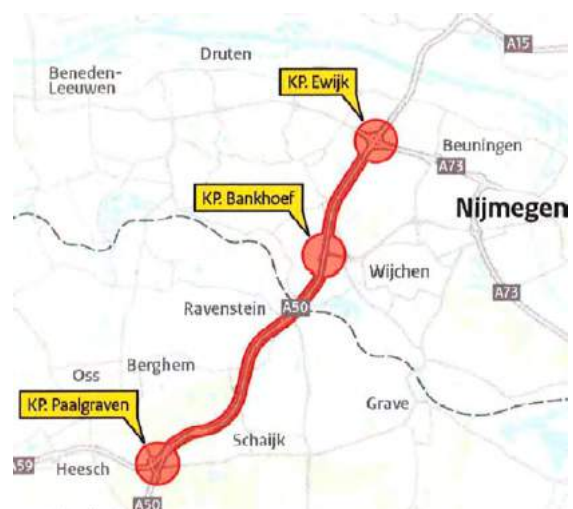 A15
Druten
Beneden-
Leeuwen
KP. Ewijk
Beuningen
A73
Nijmegen
KP. Bankhoef
Wijchen
A73
Ravenstein
A50
Berghem
Oss
Grave
KP. Paalgraven
Schaijk
A59
Heesch
A50